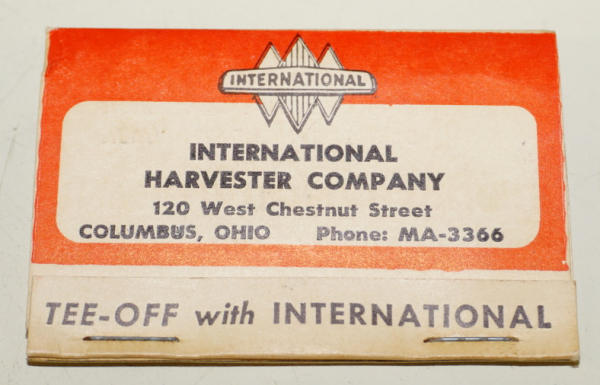 INTERNATIONAL
INTERNATIONAL
HARVESTER COMPANY
120 West Chestnut Street
COLUMBUS, OHIO Phone: MA-3366
TEE-OFF with INTERNATIONAL